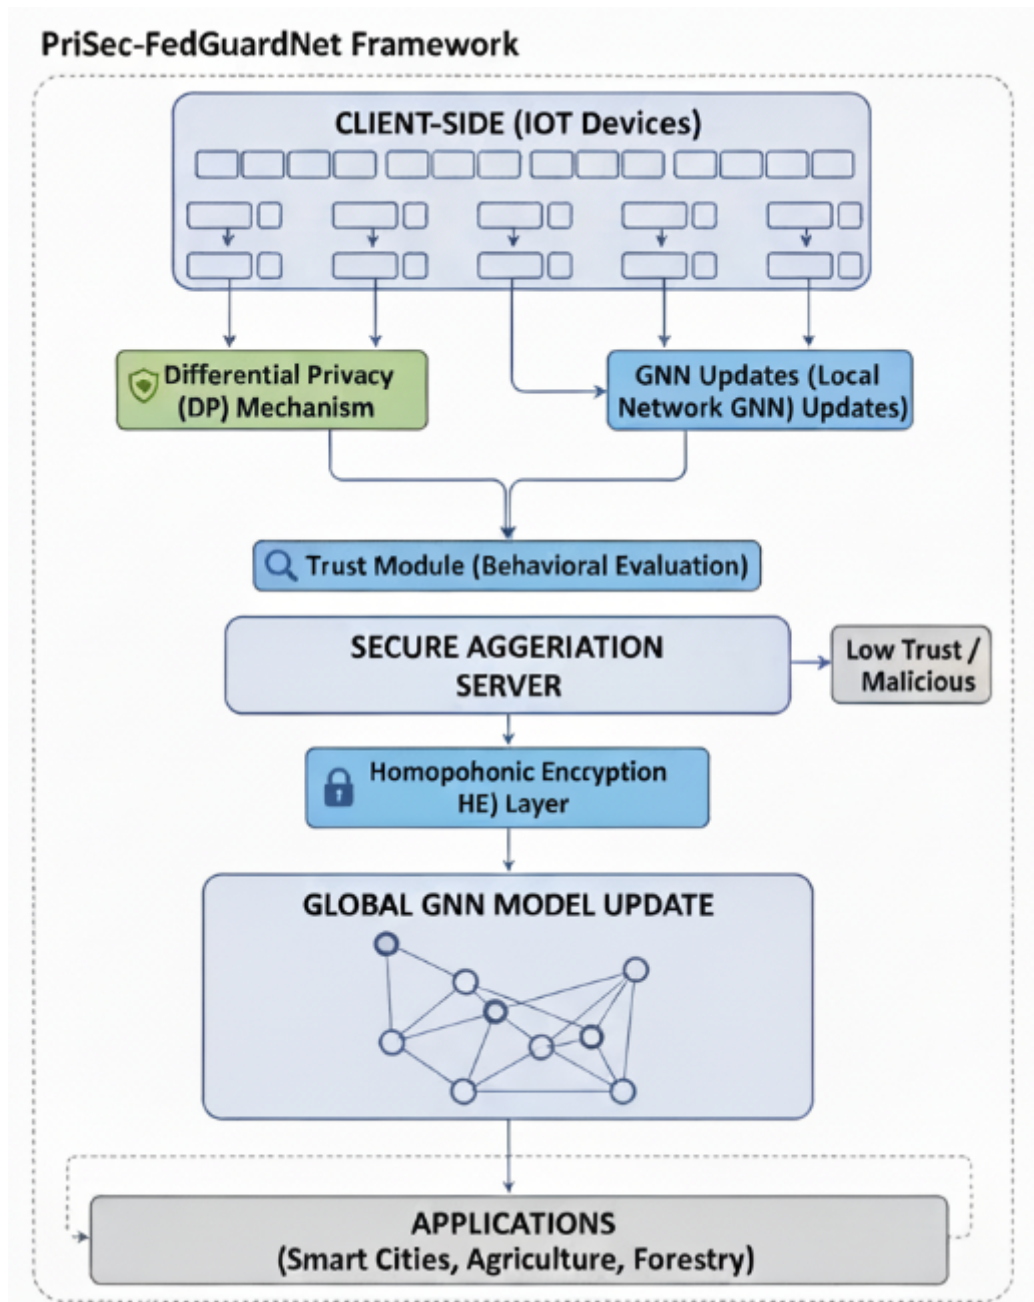 PriSec-FedGuardNet Framework
CLIENT-SIDE (IOT Devices)
Differential Privacy
(DP) Mechanism
GNN Updates (Local
Network GNN) Updates)
Trust Module (Behavioral Evaluation)
SECURE AGGERIATION
SERVER
Low Trust /
Malicious
Homopohonic Encryption
HE) Layer
GLOBAL GNN MODEL UPDATE
APPLICATIONS
(Smart Cities, Agriculture, Forestry)